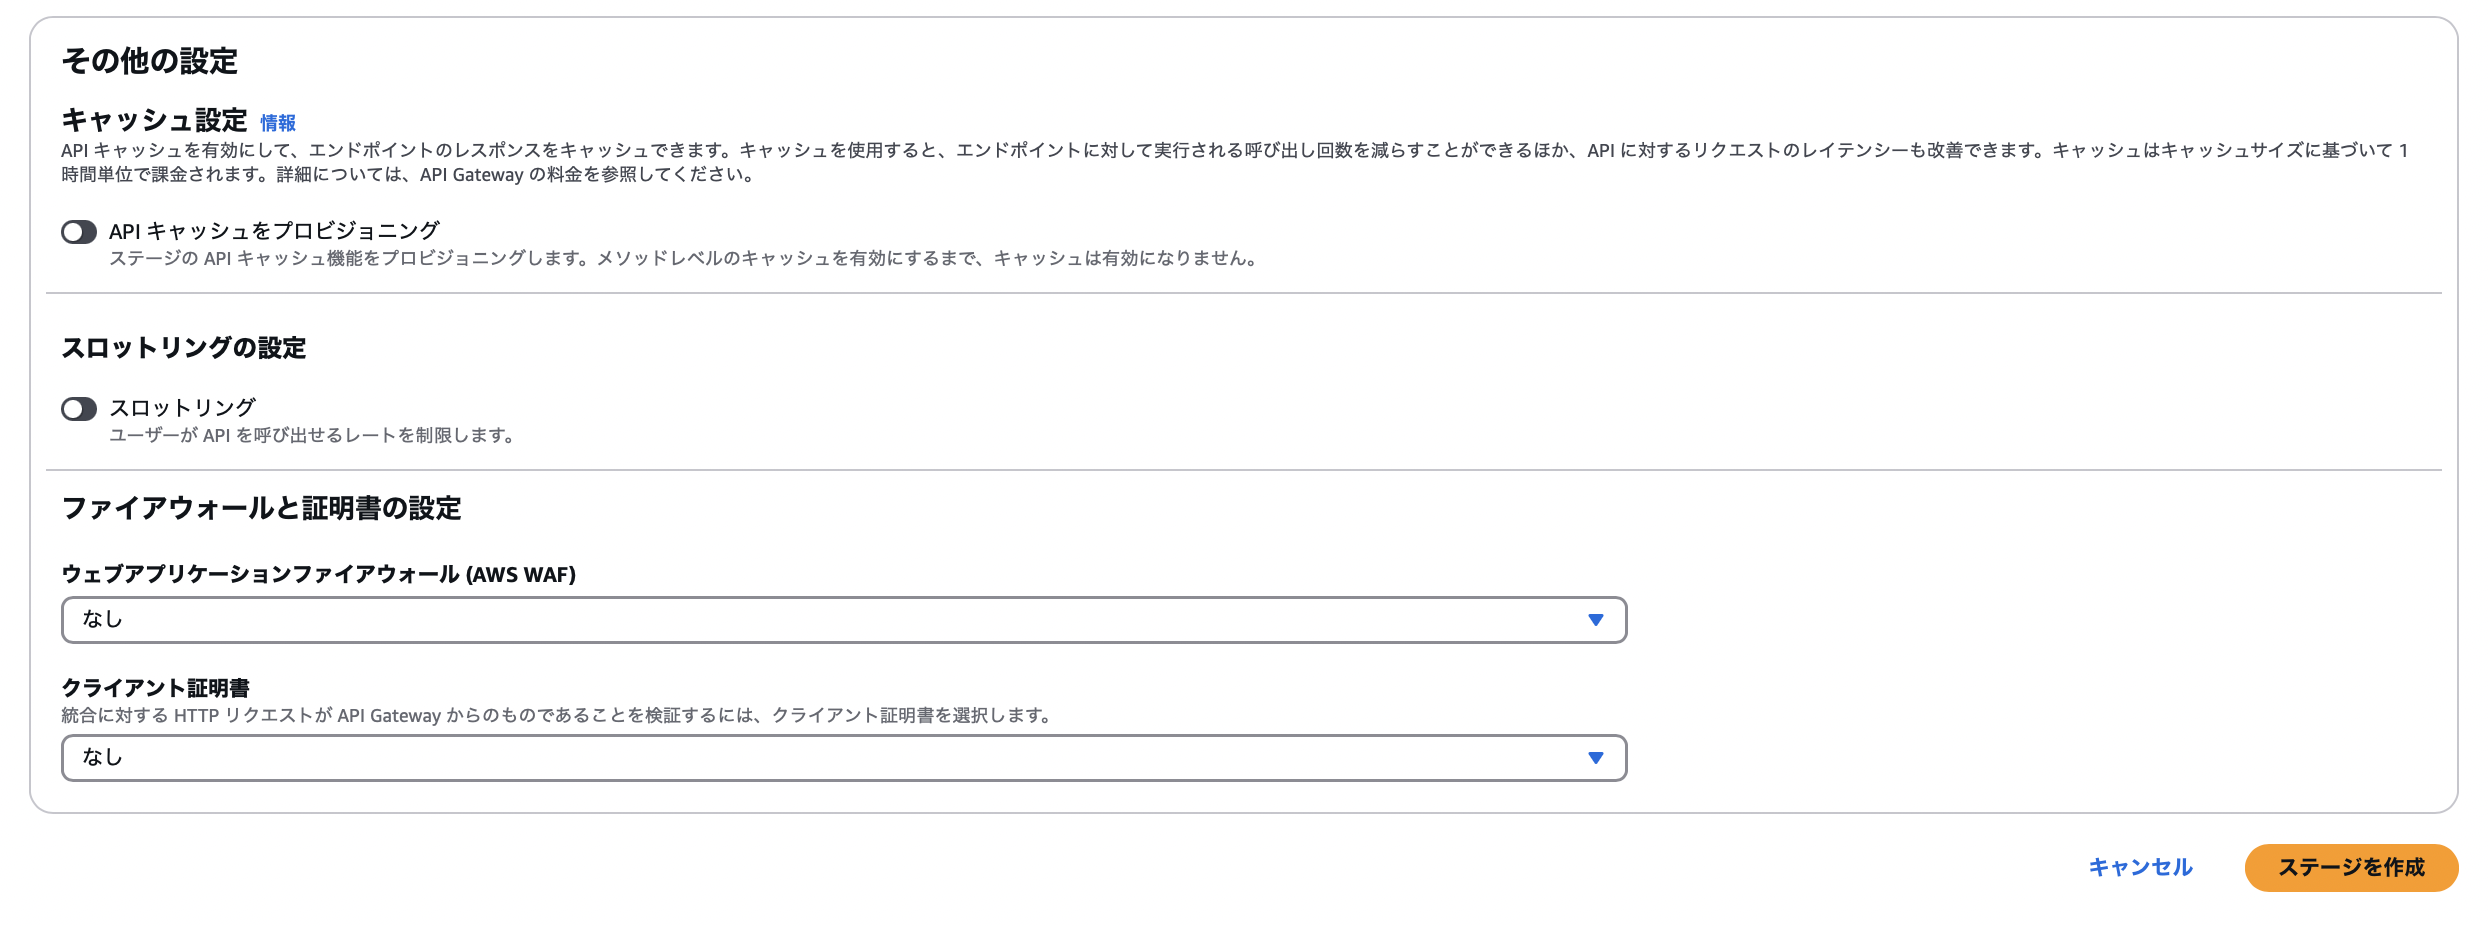 その他の設定
キャッシュ設定 情報
API キャッシュを有効にして、エンドポイントのレスポンスをキャッシュできます。キャッシュを使用すると、エンドポイントに対して実行される呼び出し回数を減らすことができるほか、API に対するリクエストのレイテンシーも改善できます。キャッシュはキャッシュサイズに基づいて 1
時間単位で課金されます。詳細については、API Gateway の料金を参照してください。
API キャッシュをプロビジョニング
ステージの API キャッシュ機能をプロビジョニングします。メソッドレベルのキャッシュを有効にするまで、キャッシュは有効になりません。
スロットリングの設定
スロットリング
ユーザーが API を呼び出せるレートを制限します。
ファイアウォールと証明書の設定
ウェブアプリケーションファイアウォール (AWS WAF)
なし
クライアント証明書
統合に対する HTTP リクエストが API Gateway からのものであることを検証するには、クライアント証明書を選択します。
なし
キャンセル
ステージを作成